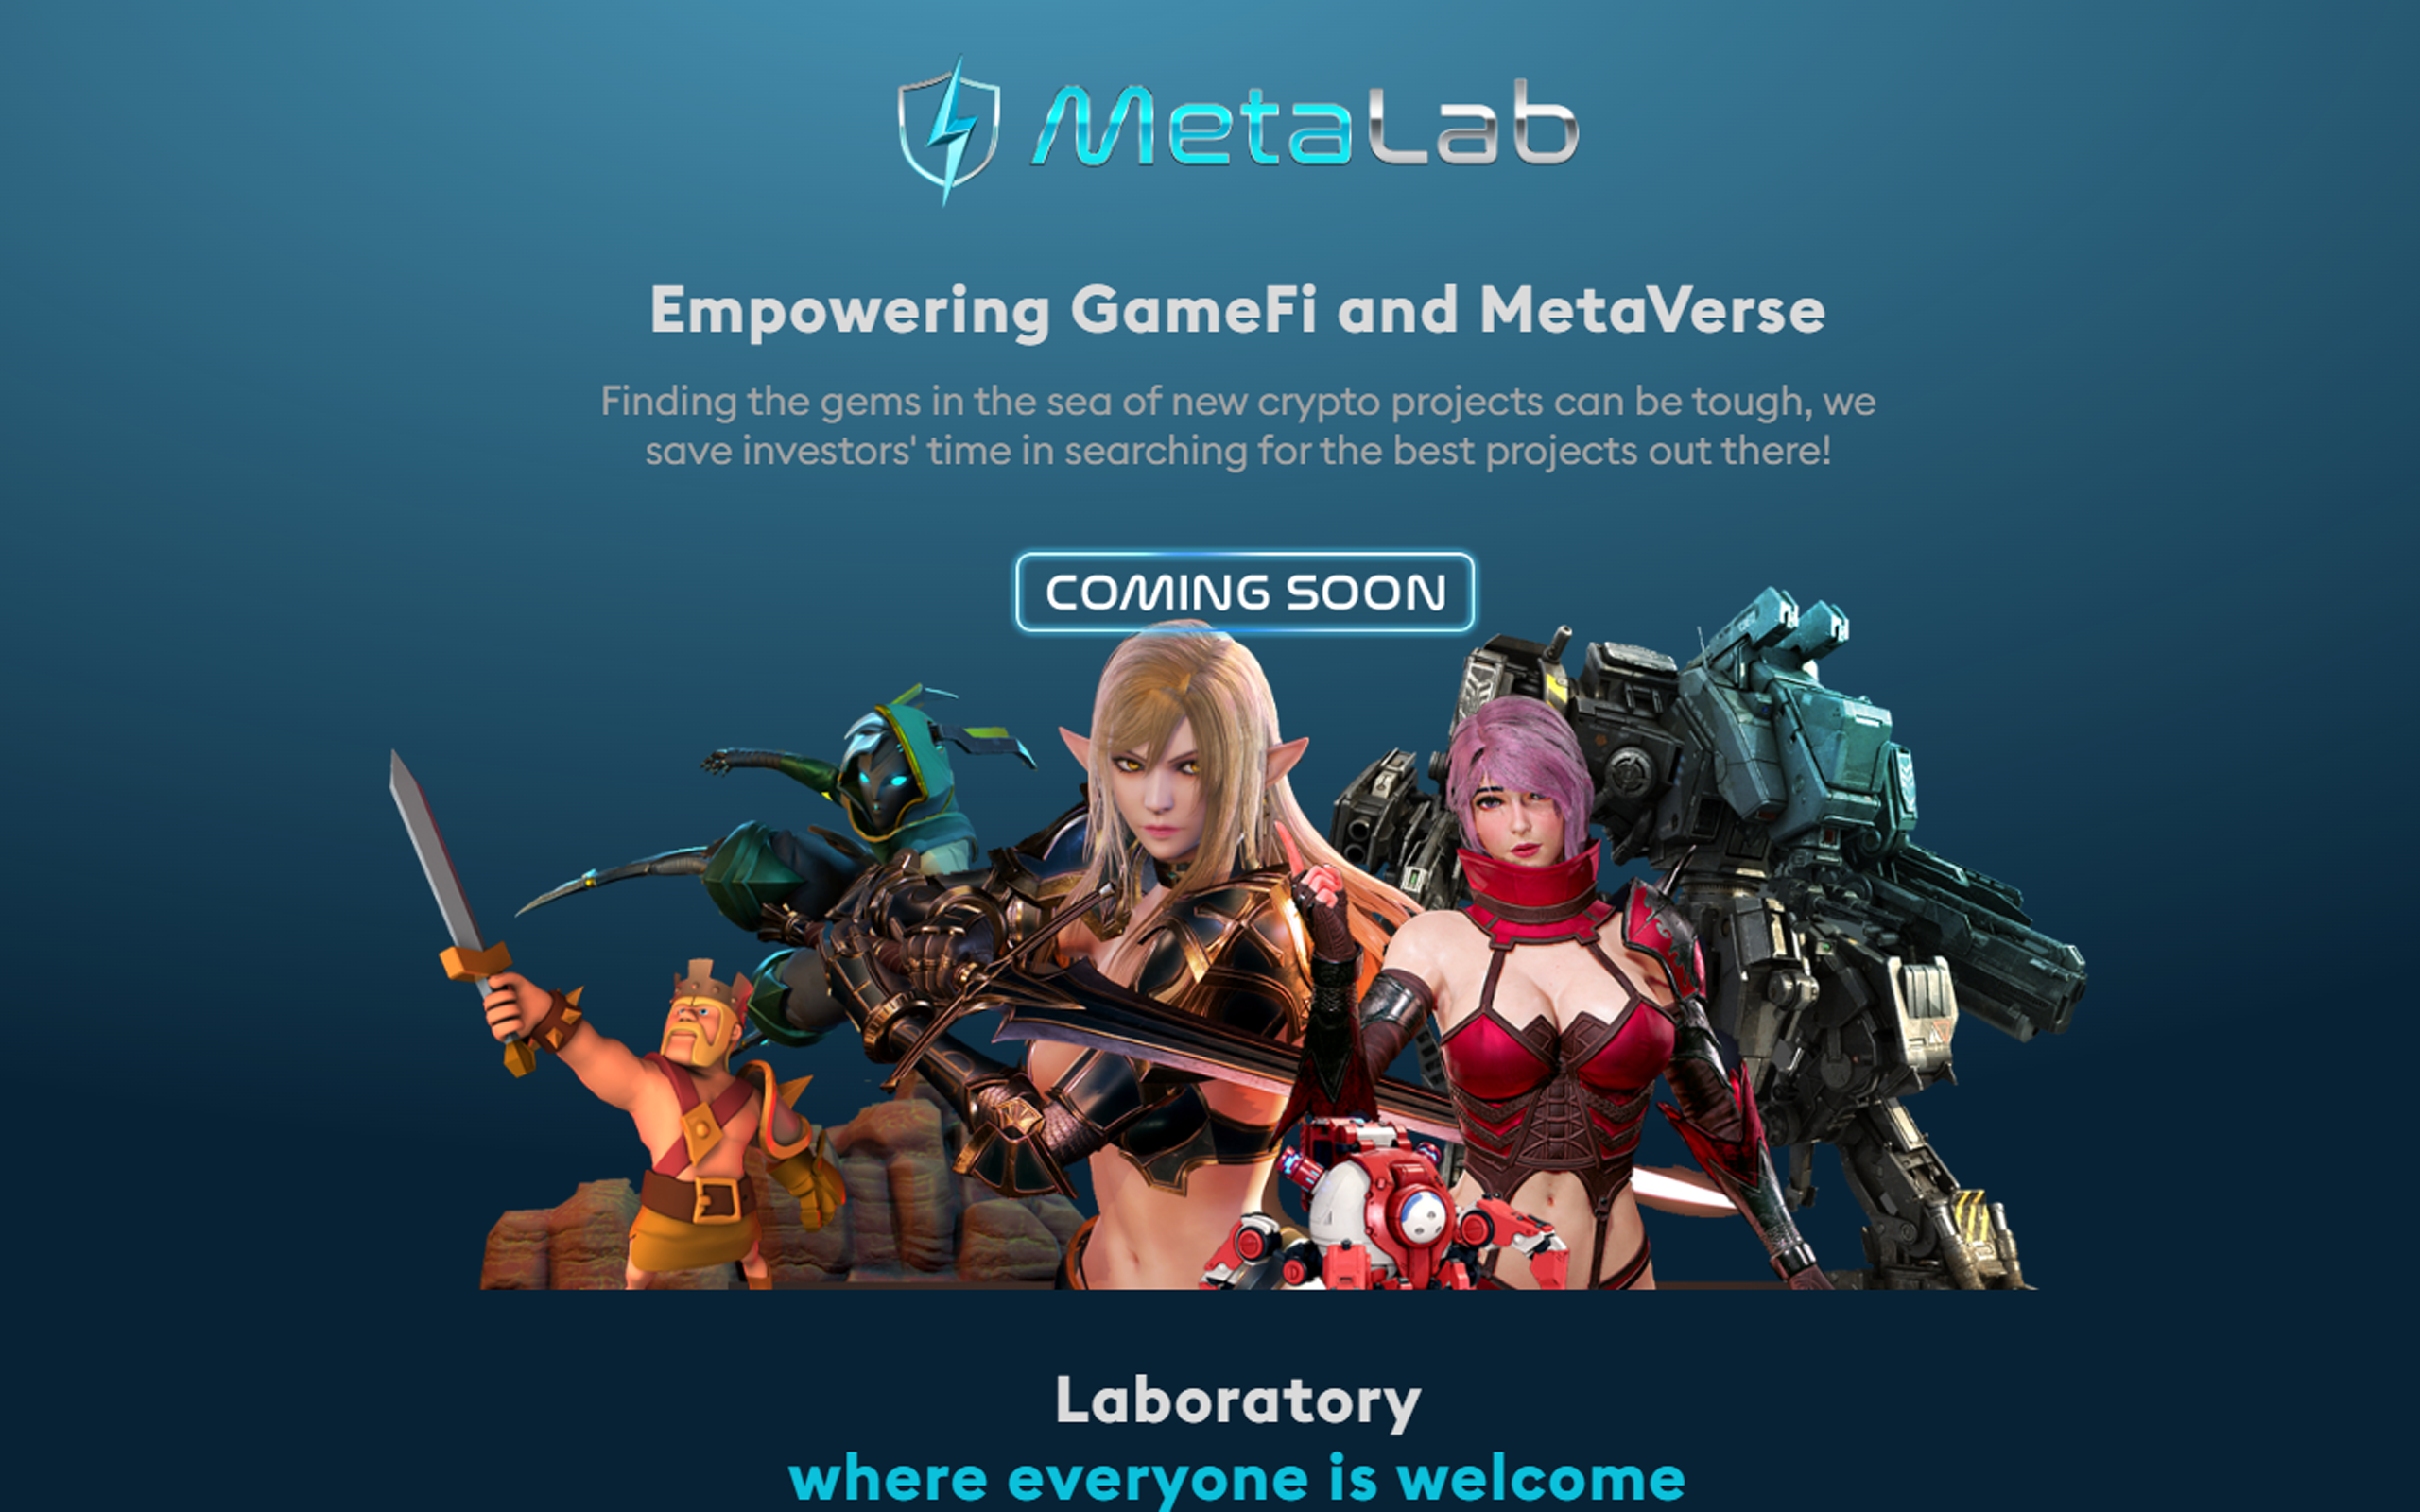 MetaLab
Empowering GameFi and MetaVerse
Finding the gems in the sea of new crypto projects can be tough, we
save investors' time in searching for the best projects out there!
COMING SOON
Laboratory
where everyone is welcome